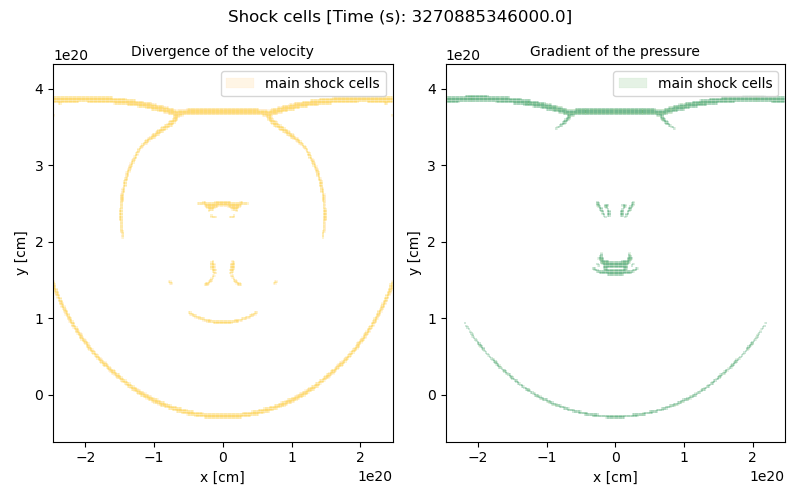 Shock cells [Time (s): 3270885346000.0]
Divergence of the velocity
1e20
main shock cells
4
3
2
1
0
y [cm]
−2
−1
0
1
2
x [cm]
1e20
Gradient of the pressure
1e20
main shock cells
4
3
2
1
0
y [cm]
−2
−1
0
1
2
x [cm]
1e20